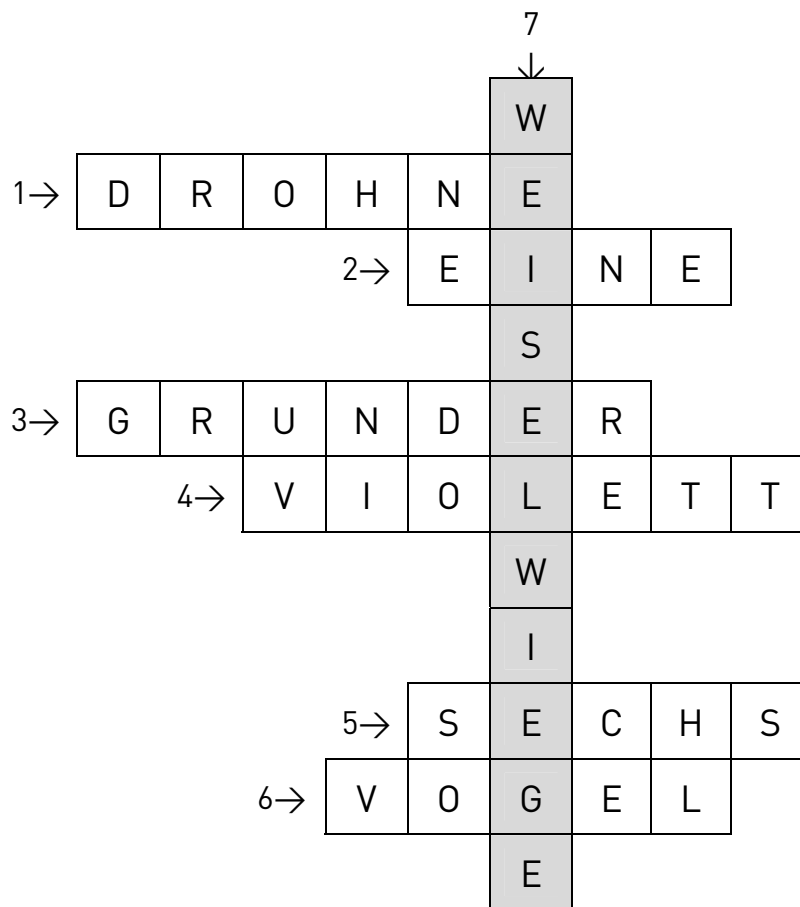 7
↓
W
1→ D R O H N E
2→ E I N E
S
3→ G R U N D E R
4→ V I O L E T T
W
I
5→ S E C H S
6→ V O G E L
E